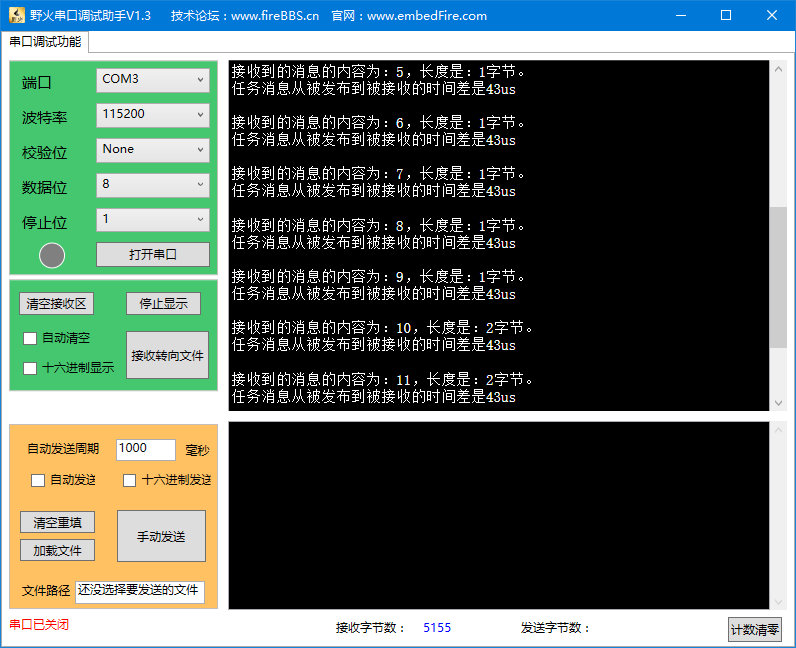 野火串口调试助手V1.3 技术论坛：www.fireBBS.cn 官网：www.embedFire.com
串口调试功能
端口 COM3
波特率 115200
校验位 None
数据位 8
停止位 1
打开串口
清空接收区 停止显示
自动清空
接收转向文件
十六进制显示
接收到的消息的内容为：5，长度是：1字节。
任务消息从被发布到被接收的时间差是43us
接收到的消息的内容为：6，长度是：1字节。
任务消息从被发布到被接收的时间差是43us
接收到的消息的内容为：7，长度是：1字节。
任务消息从被发布到被接收的时间差是43us
接收到的消息的内容为：8，长度是：1字节。
任务消息从被发布到被接收的时间差是43us
接收到的消息的内容为：9，长度是：1字节。
任务消息从被发布到被接收的时间差是43us
接收到的消息的内容为：10，长度是：2字节。
任务消息从被发布到被接收的时间差是43us
接收到的消息的内容为：11，长度是：2字节。
任务消息从被发布到被接收的时间差是43us
自动发送周期 1000 毫秒
自动发送 十六进制发送
清空重填
手动发送
加载文件
文件路径 还没选择要发送的文件
串口已关闭 接收字节数： 5155 发送字节数： 计数清零